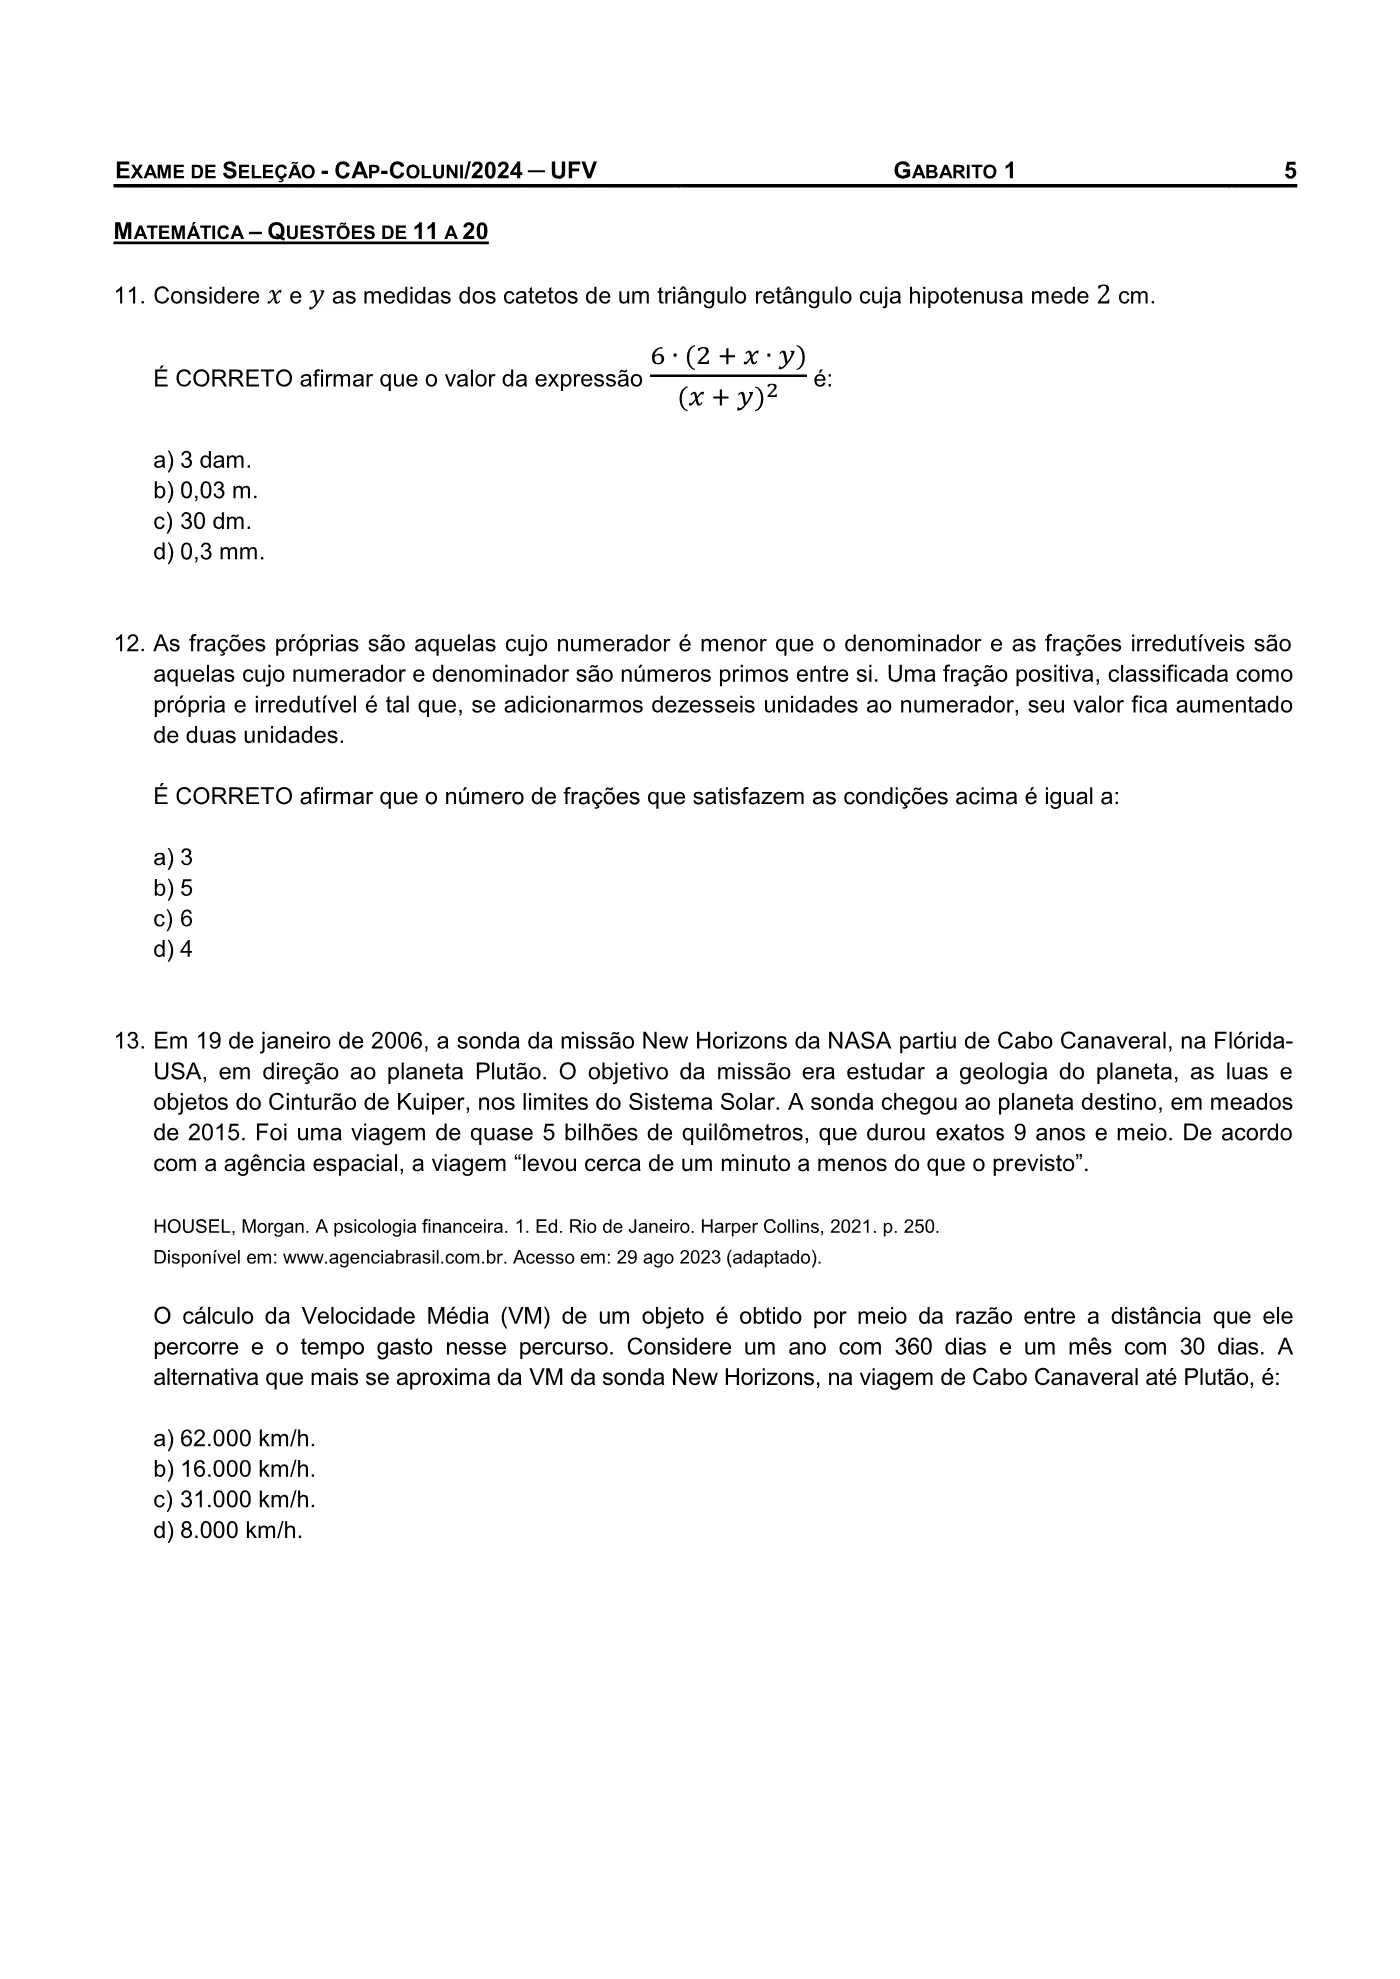 EXAME DE SELEÇÃO - CAP-COLUNI/2024 — UFV GABARITO 1 5
MATEMÁTICA – QUESTÕES DE 11 A 20
11. Considere x e y as medidas dos catetos de um triângulo retângulo cuja hipotenusa mede 2 cm.
É CORRETO afirmar que o valor da expressão 6 · (2 + x · y) / (x + y)² é:
a) 3 dam.
b) 0,03 m.
c) 30 dm.
d) 0,3 mm.
12. As frações próprias são aquelas cujo numerador é menor que o denominador e as frações irredutíveis são
aquelas cujo numerador e denominador são números primos entre si. Uma fração positiva, classificada como
própria e irredutível é tal que, se adicionarmos dezesseis unidades ao numerador, seu valor fica aumentado
de duas unidades.
É CORRETO afirmar que o número de frações que satisfazem as condições acima é igual a:
a) 3
b) 5
c) 6
d) 4
13. Em 19 de janeiro de 2006, a sonda da missão New Horizons da NASA partiu de Cabo Canaveral, na Flórida-
USA, em direção ao planeta Plutão. O objetivo da missão era estudar a geologia do planeta, as luas e
objetos do Cinturão de Kuiper, nos limites do Sistema Solar. A sonda chegou ao planeta destino, em meados
de 2015. Foi uma viagem de quase 5 bilhões de quilômetros, que durou exatos 9 anos e meio. De acordo
com a agência espacial, a viagem “levou cerca de um minuto a menos do que o previsto”.
HOUSEL, Morgan. A psicologia financeira. 1. Ed. Rio de Janeiro. Harper Collins, 2021. p. 250.
Disponível em: www.agenciabrasil.com.br. Acesso em: 29 ago 2023 (adaptado).
O cálculo da Velocidade Média (VM) de um objeto é obtido por meio da razão entre a distância que ele
percorre e o tempo gasto nesse percurso. Considere um ano com 360 dias e um mês com 30 dias. A
alternativa que mais se aproxima da VM da sonda New Horizons, na viagem de Cabo Canaveral até Plutão, é:
a) 62.000 km/h.
b) 16.000 km/h.
c) 31.000 km/h.
d) 8.000 km/h.